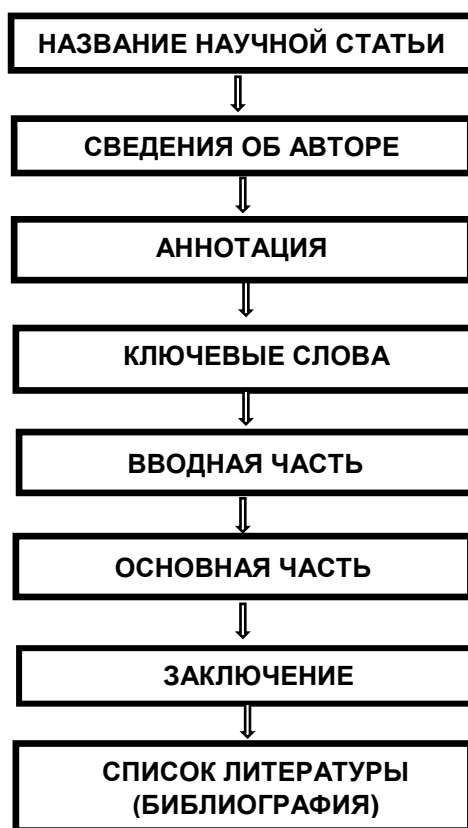 НАЗВАНИЕ НАУЧНОЙ СТАТЬИ
СВЕДЕНИЯ ОБ АВТОРЕ
АННОТАЦИЯ
КЛЮЧЕВЫЕ СЛОВА
ВВОДНАЯ ЧАСТЬ
ОСНОВНАЯ ЧАСТЬ
ЗАКЛЮЧЕНИЕ
СПИСОК ЛИТЕРАТУРЫ
(БИБЛИОГРАФИЯ)